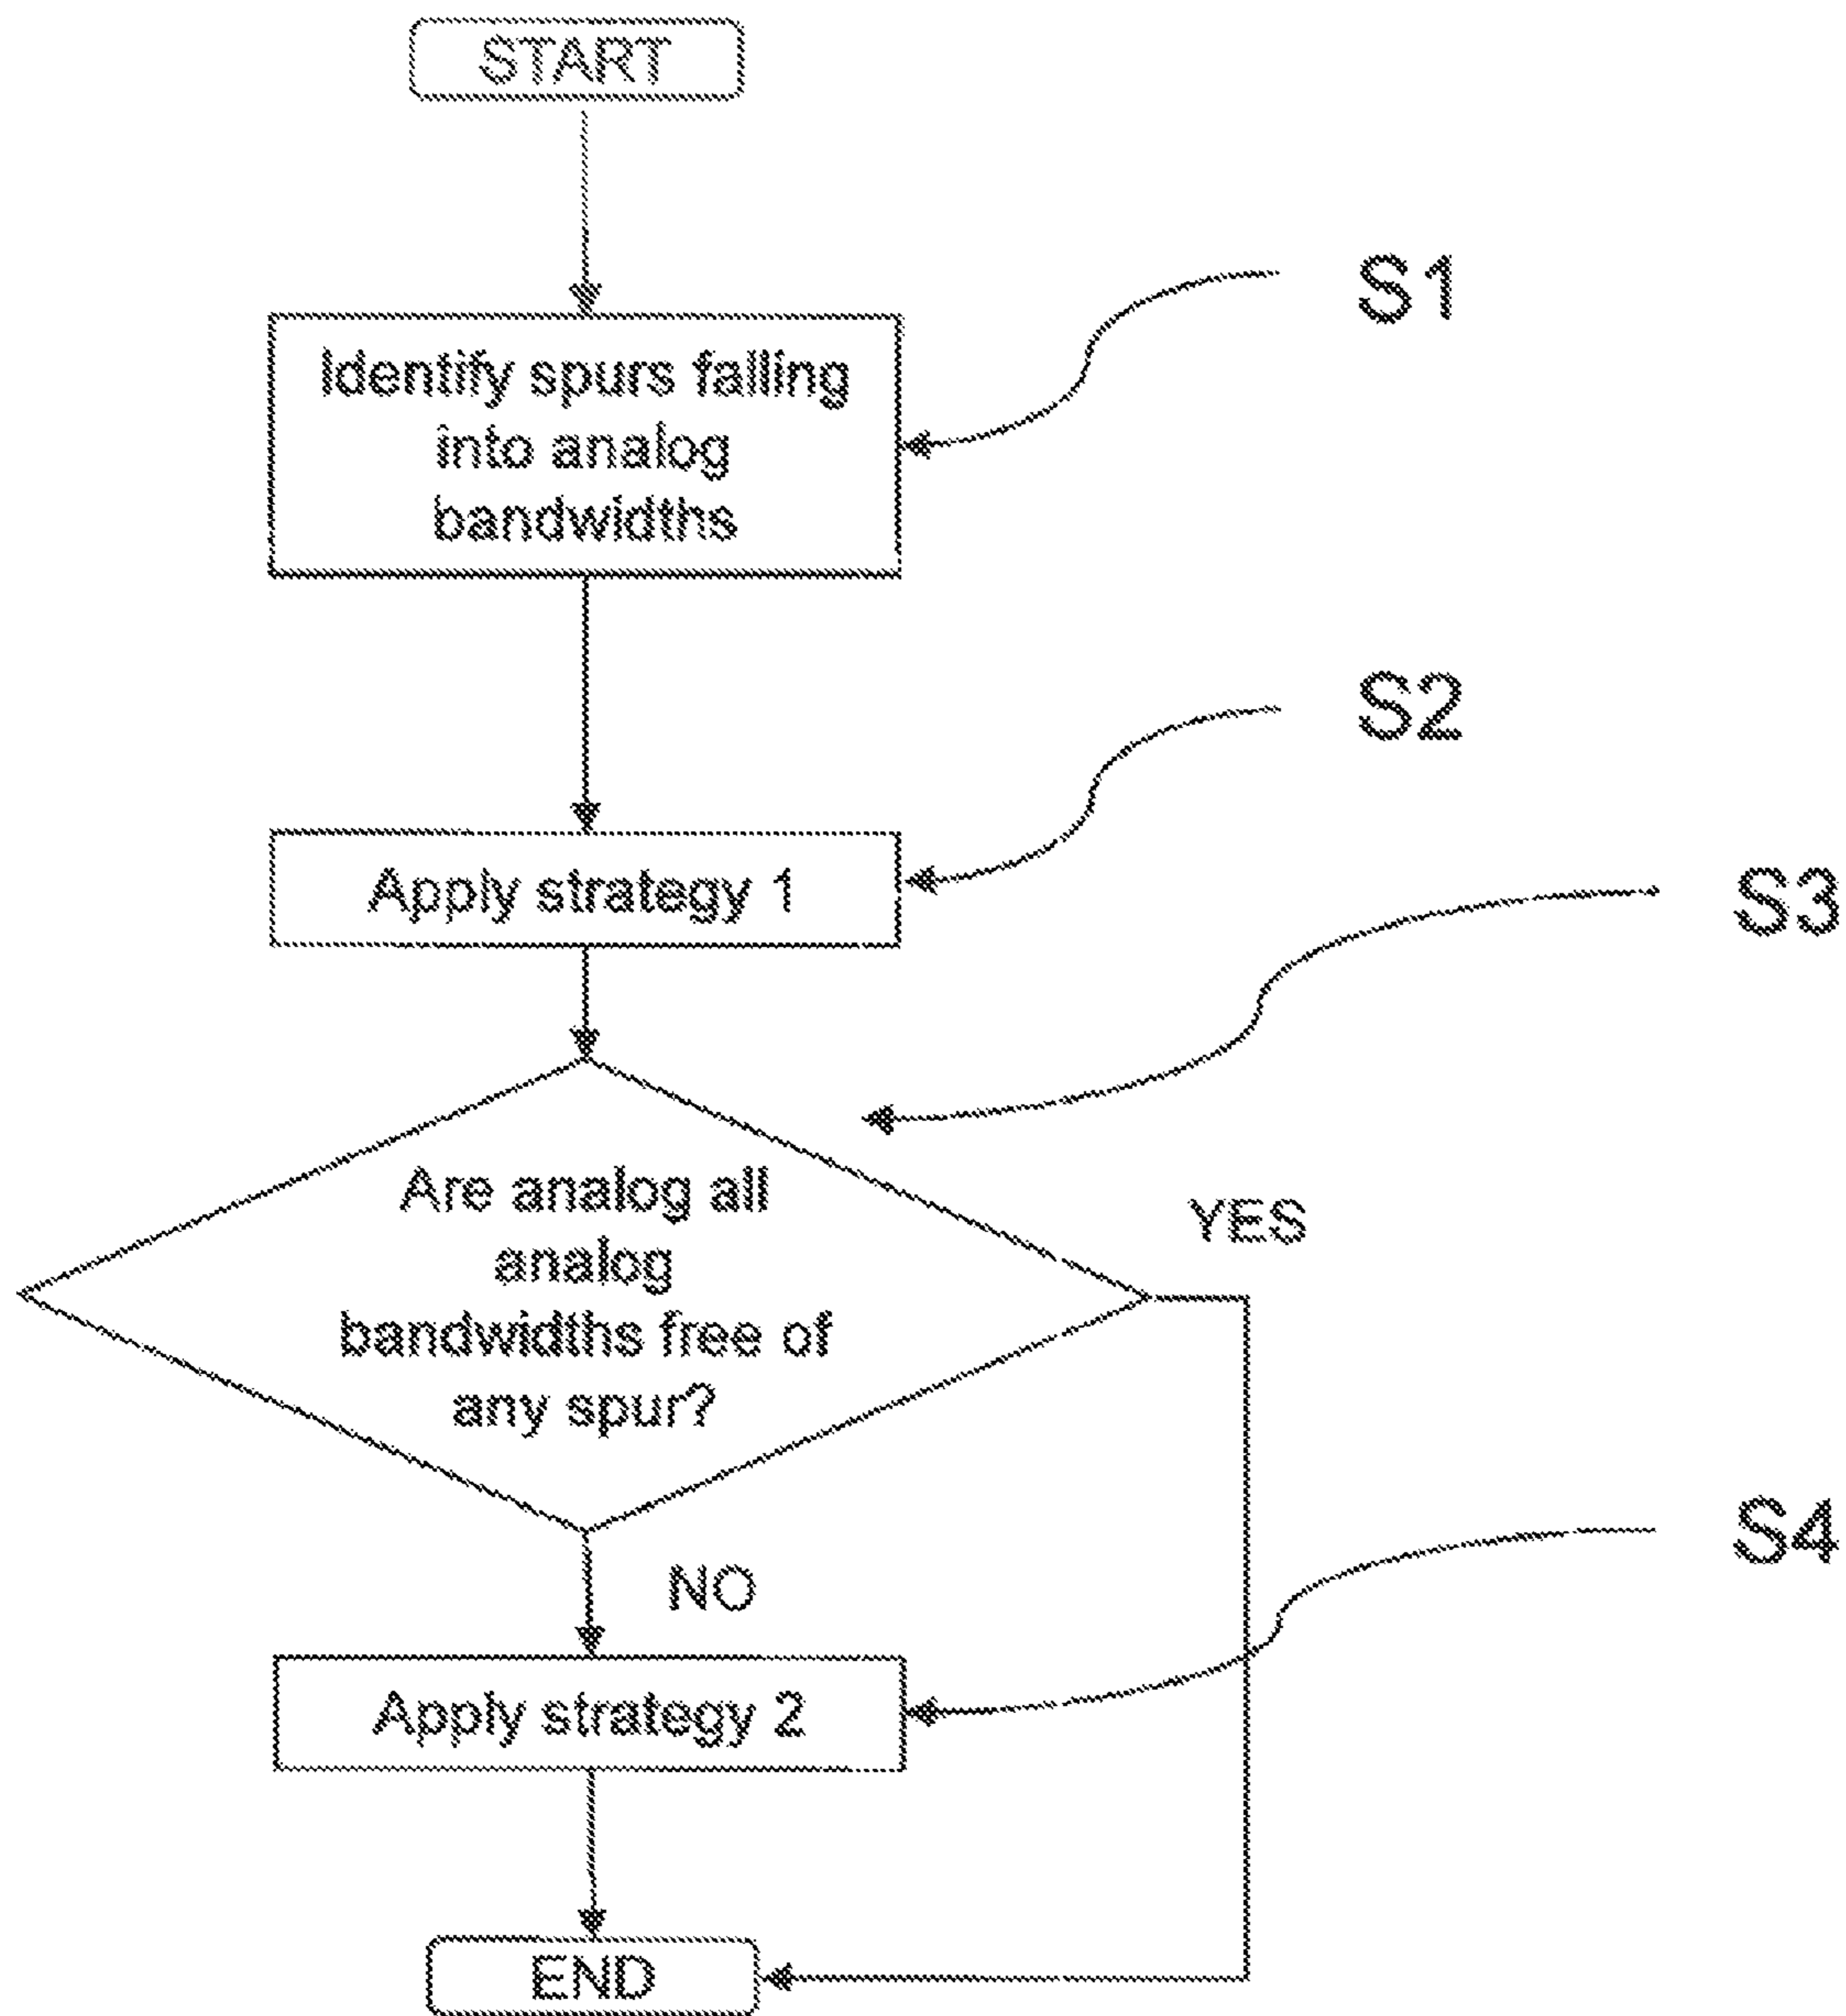 START
S1
Identify spurs falling
into analog
bandwidths
S2
Apply strategy 1
S3
Are analog all
analog
bandwidths free of
any spur?
YES
NO
S4
Apply strategy 2
END